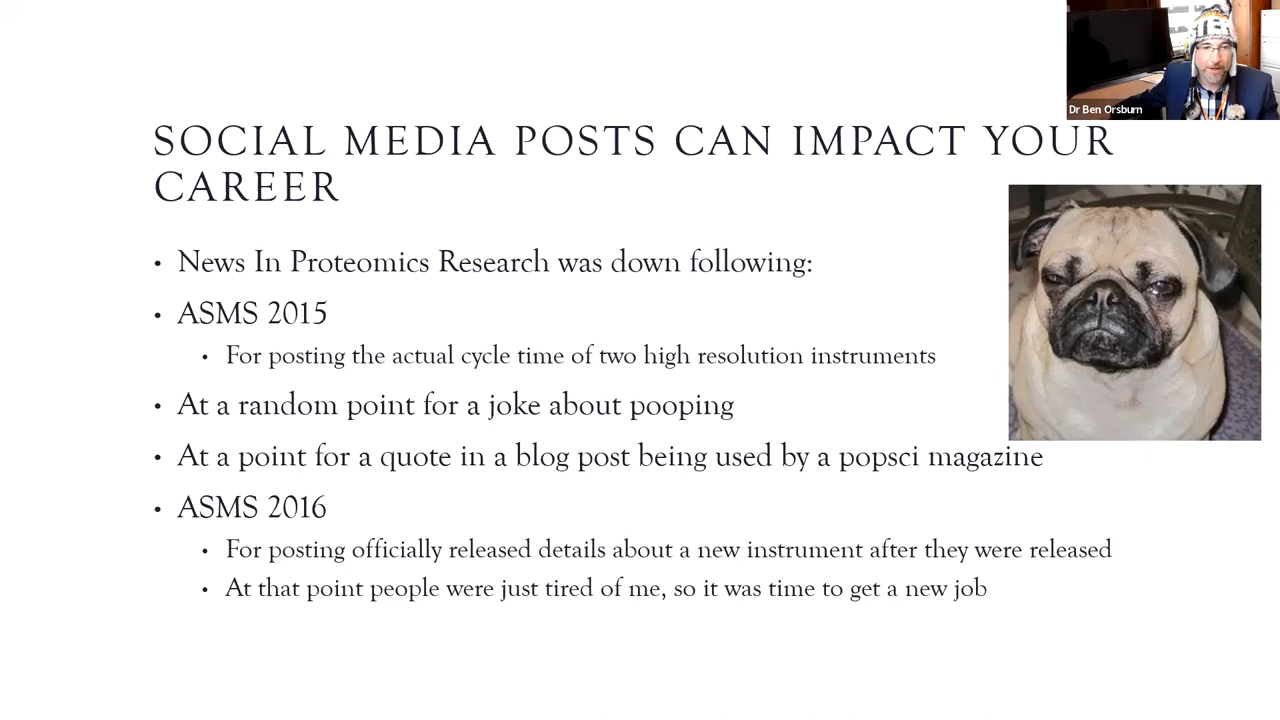 Dr Ben Orsburn
SOCIAL MEDIA POSTS CAN IMPACT YOUR
CAREER
• News In Proteomics Research was down following:
• ASMS 2015
• For posting the actual cycle time of two high resolution instruments
• At a random point for a joke about pooping
• At a point for a quote in a blog post being used by a popsci magazine
• ASMS 2016
• For posting officially released details about a new instrument after they were released
• At that point people were just tired of me, so it was time to get a new job